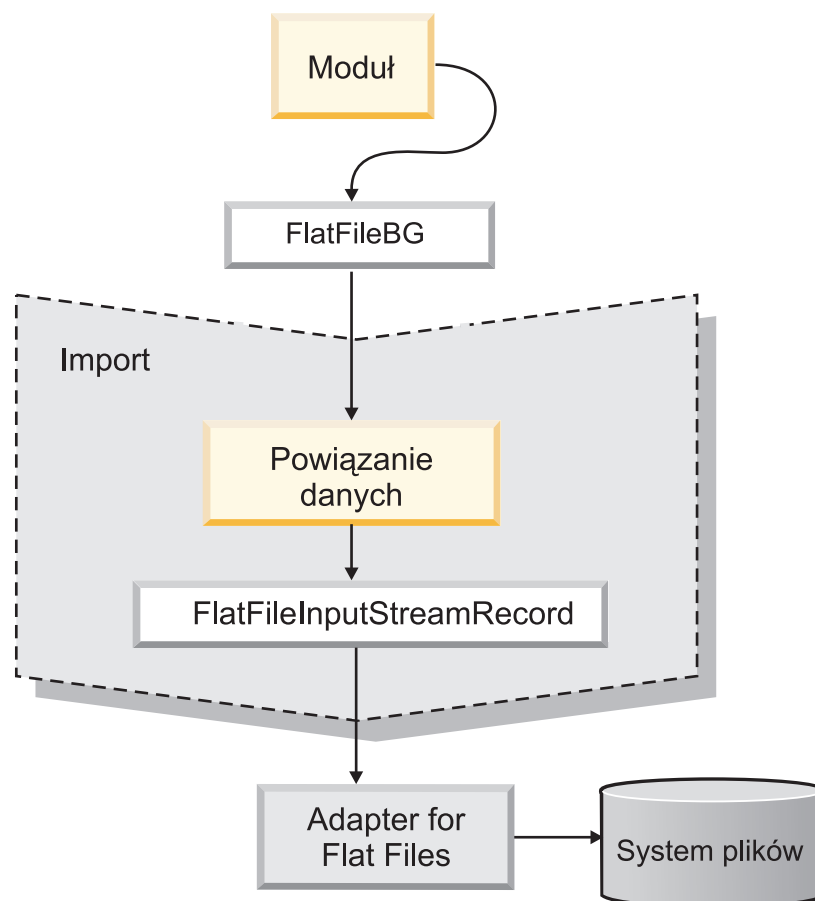 Moduł
FlatFileBG
Import
Powiązanie
danych
FlatFileInputStreamRecord
Adapter for
Flat Files
System plików